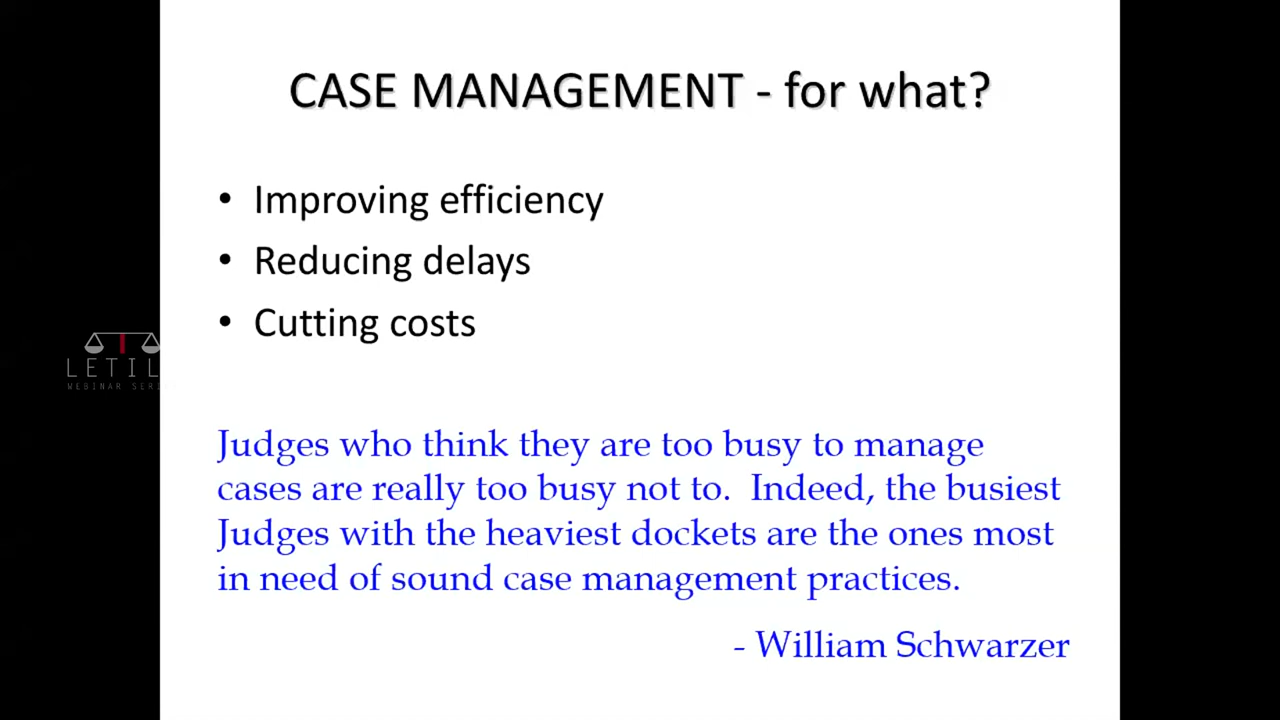 CASE MANAGEMENT - for what?
• Improving efficiency
• Reducing delays
• Cutting costs
LETIL
WEBINAR SERI
Judges who think they are too busy to manage
cases are really too busy not to.  Indeed, the busiest
Judges with the heaviest dockets are the ones most
in need of sound case management practices.
- William Schwarzer